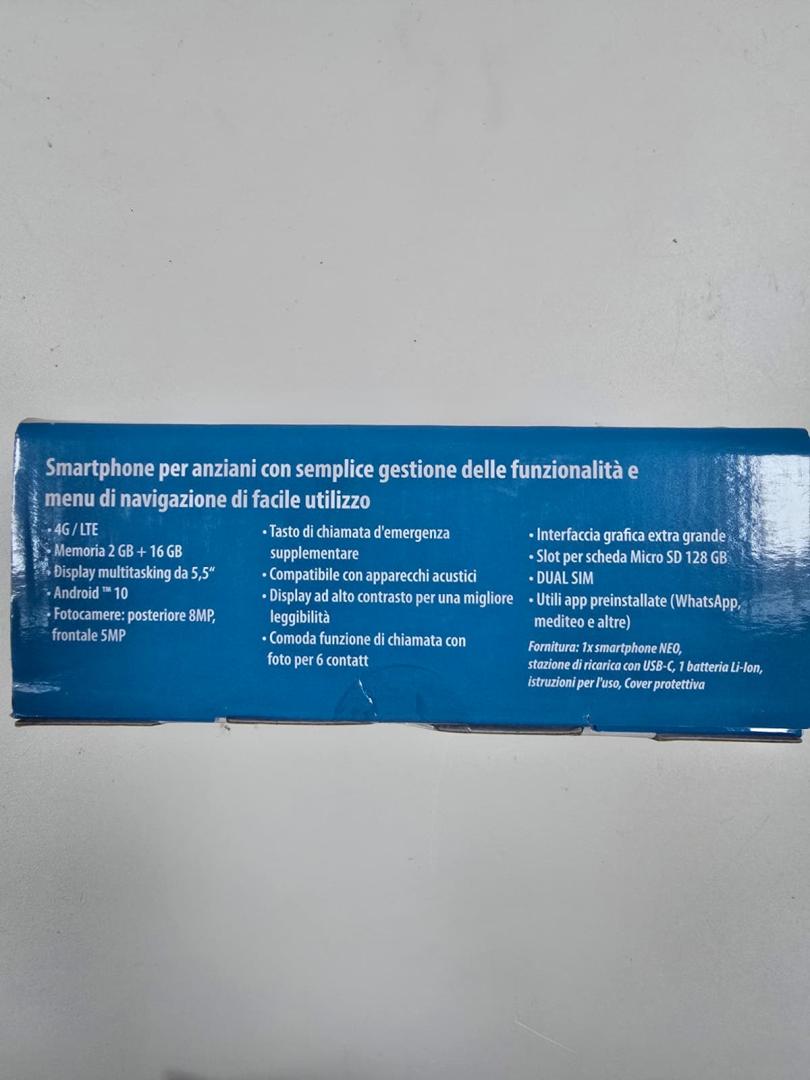 Smartphone per anziani con semplice gestione delle funzionalità e
menu di navigazione di facile utilizzo
• 4G / LTE
• Memoria 2 GB + 16 GB
• Display multitasking da 5,5“
• Android ™ 10
• Fotocamere: posteriore 8MP,
frontale 5MP
• Tasto di chiamata d'emergenza
supplementare
• Compatibile con apparecchi acustici
• Display ad alto contrasto per una migliore
leggibilità
• Comoda funzione di chiamata con
foto per 6 contatt
• Interfaccia grafica extra grande
• Slot per scheda Micro SD 128 GB
• DUAL SIM
• Utili app preinstallate (WhatsApp,
mediteo e altre)
Fornitura: 1x smartphone NEO,
stazione di ricarica con USB-C, 1 batteria Li-Ion,
istruzioni per l'uso, Cover protettiva